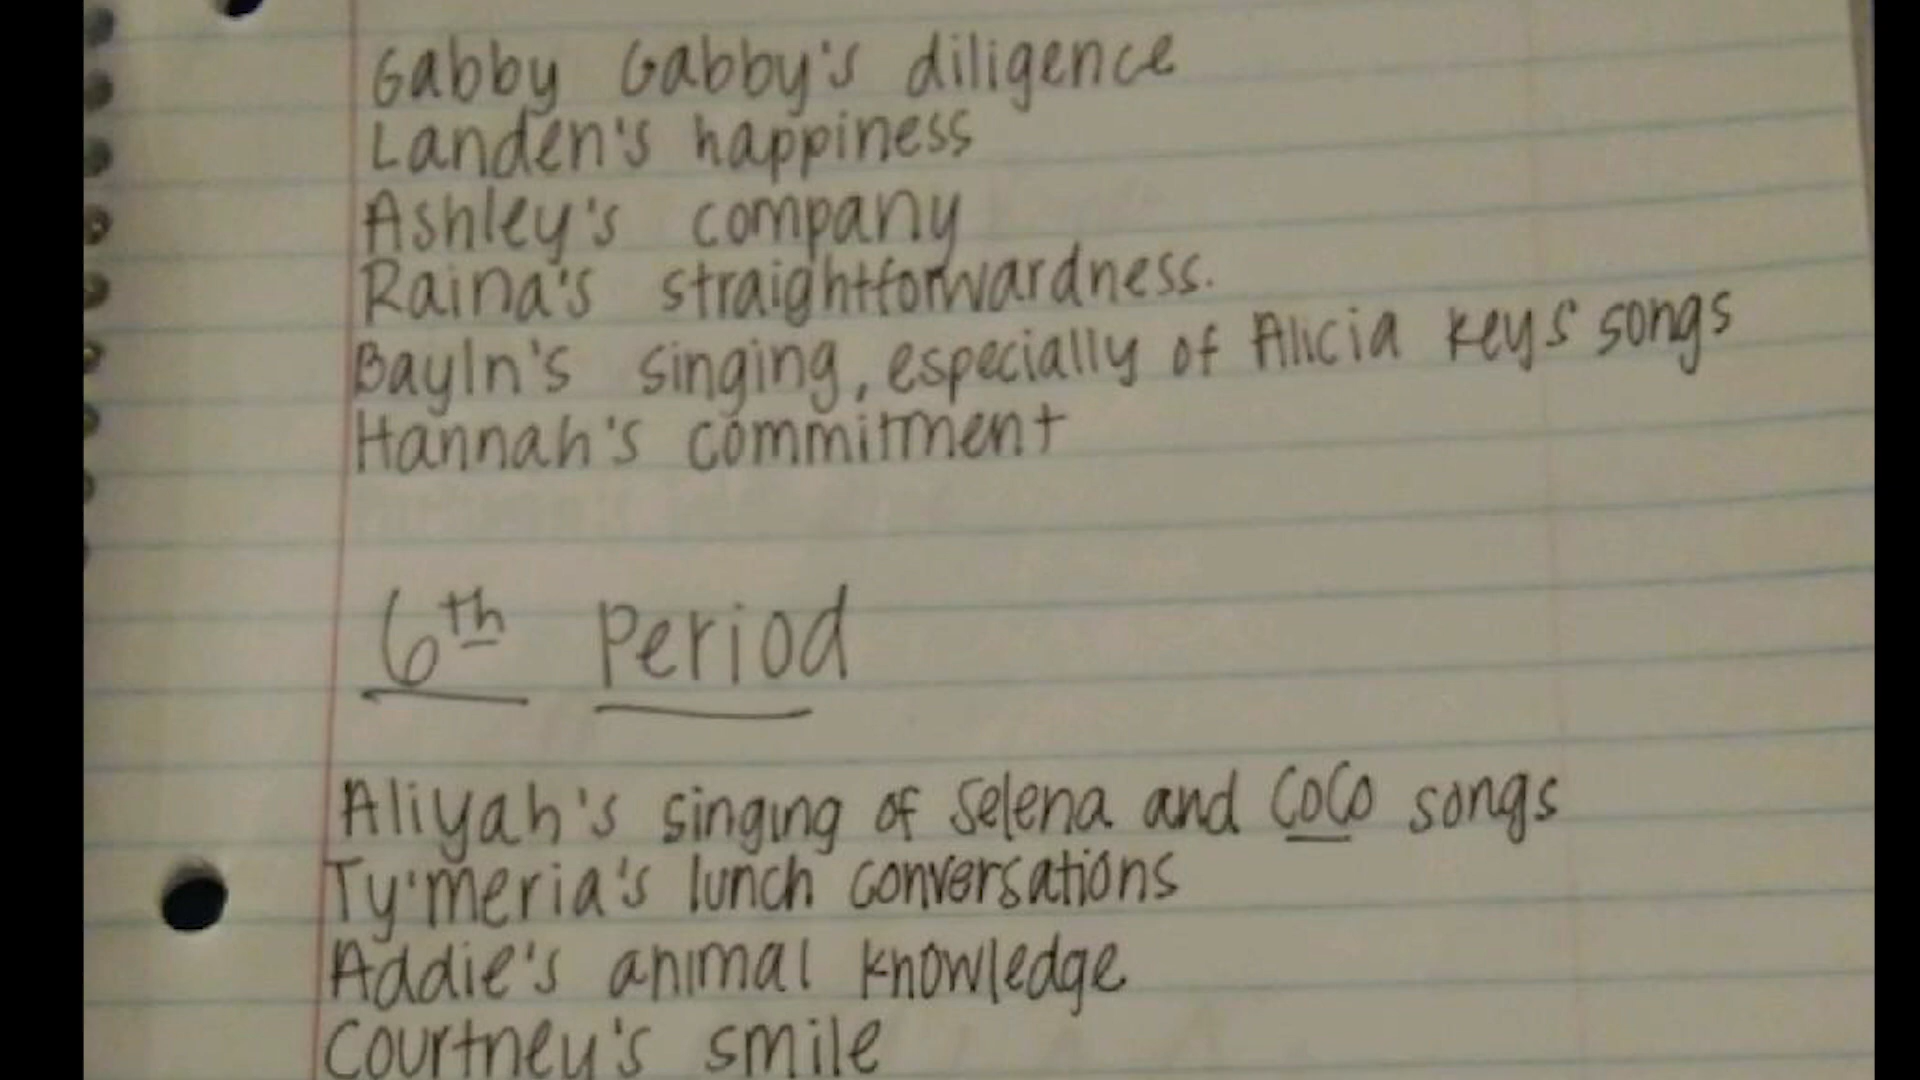 Gabby Gabby's diligence
Landen's happiness
Ashley's company
Raina's straightforwardness.
Bayln's singing, especially of Alicia Keys songs
Hannah's commitment
6th Period
Aliyah's singing of Selena and CoCo songs
Ty'meria's lunch conversations
Addie's animal knowledge
Courtney's smile